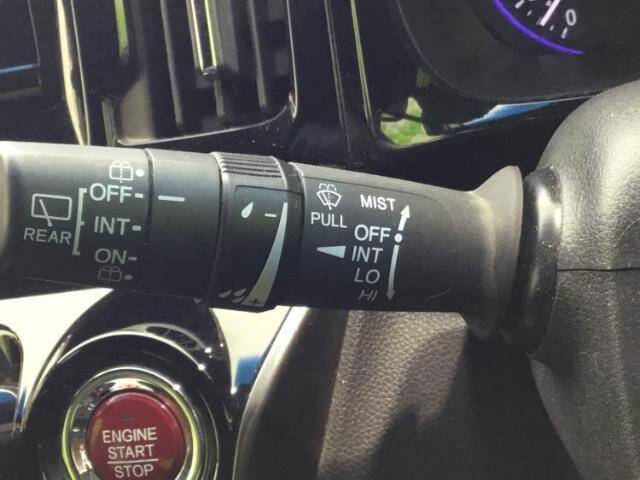 OFF
INT
ON
REAR
PULL
MIST
OFF
INT
LO
HI
ENGINE
START
STOP